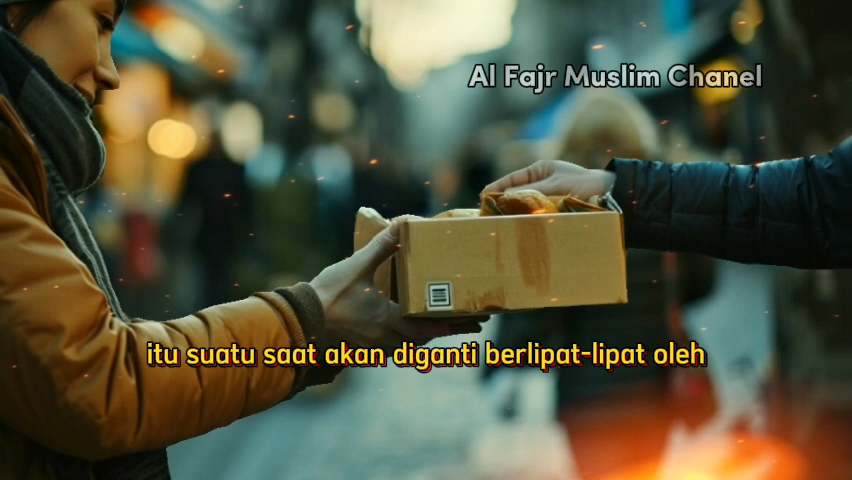 Al Fajr Muslim Chanel
itu suatu saat akan diganti berlipat-lipat oleh